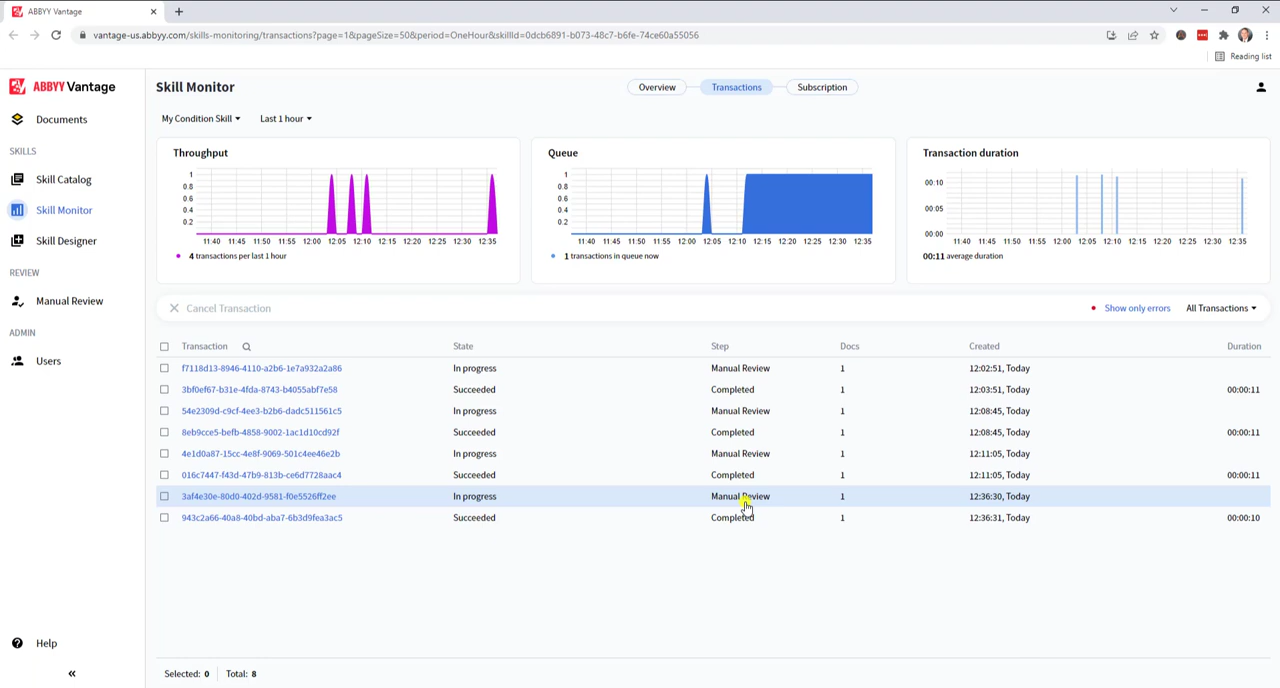 ABBYY Vantage
vantage-us.abbyy.com/skills-monitoring/transactions?page=1&pageSize=50&period=OneHour&skillId=0dcb6891-b073-48c7-b6fe-74ce60a55056
Reading list
ABBYY Vantage
Skill Monitor
Overview
Transactions
Subscription
Documents
My Condition Skill
Last 1 hour
SKILLS
Skill Catalog
Skill Monitor
Skill Designer
REVIEW
Manual Review
ADMIN
Users
Throughput
1
0.8
0.6
0.4
0.2
11:40 11:45 11:50 11:55 12:00 12:05 12:10 12:15 12:20 12:25 12:30 12:35
4 transactions per last 1 hour
Queue
1
0.8
0.6
0.4
0.2
11:40 11:45 11:50 11:55 12:00 12:05 12:10 12:15 12:20 12:25 12:30 12:35
1 transactions in queue now
Transaction duration
00:10
00:05
00:00
11:40 11:45 11:50 11:55 12:00 12:05 12:10 12:15 12:20 12:25 12:30 12:35
00:11 average duration
Cancel Transaction
Show only errors
All Transactions
Transaction State Step Docs Created Duration
f7118d13-8946-4110-a2b6-1e7a932a2a86 In progress Manual Review 1 12:02:51, Today
3bf0ef67-b31e-4fda-8743-b4055abf7e58 Succeeded Completed 1 12:03:51, Today 00:00:11
54e2309d-c9cf-4ee3-b2b6-dadc511561c5 In progress Manual Review 1 12:08:45, Today
8eb9cce5-befb-4858-9002-1ac1d10cd92f Succeeded Completed 1 12:08:45, Today 00:00:11
4e1d0a87-15cc-4e8f-9069-501c4ee46e2b In progress Manual Review 1 12:11:05, Today
016c7447-f43d-47b9-813b-ce6d7728aac4 Succeeded Completed 1 12:11:05, Today 00:00:11
3af4e30e-80d0-402d-9581-f0e5526ff2ee In progress Manual Review 1 12:36:30, Today
943c2a66-40a8-40bd-aba7-6b3d9fea3ac5 Succeeded Completed 1 12:36:31, Today 00:00:10
Help
Selected: 0
Total: 8